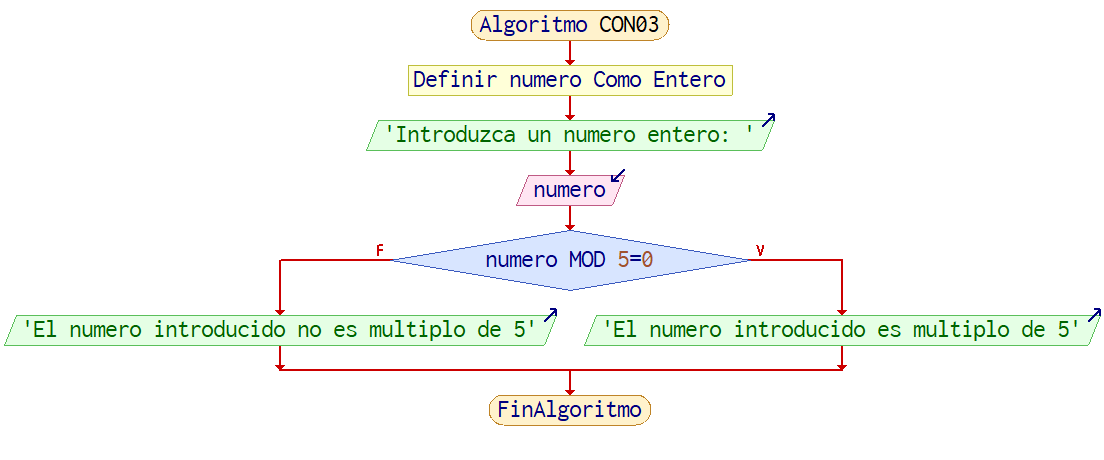 Algoritmo CON03
Definir numero Como Entero
'Introduzca un numero entero: '
numero
F
numero MOD 5=0
V
'El numero introducido no es multiplo de 5'
'El numero introducido es multiplo de 5'
FinAlgoritmo